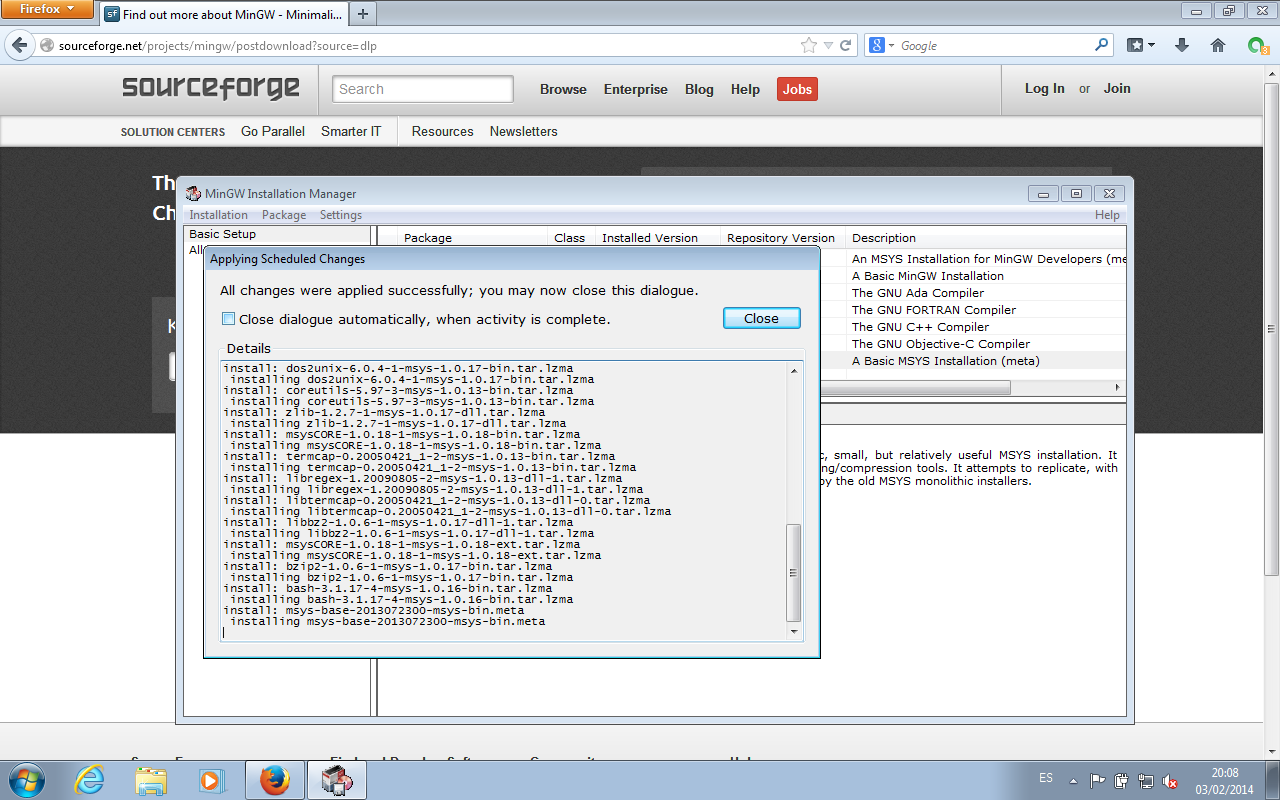 Firefox
Find out more about MinGW - Minimali...
sourceforge.net/projects/mingw/postdownload?source=dlp
Google
sourceforge
Search
Browse Enterprise Blog Help Jobs
Log In or Join
SOLUTION CENTERS Go Parallel Smarter IT Resources Newsletters
MinGW Installation Manager
Installation Package Settings Help
Basic Setup
Package Class Installed Version Repository Version Description
An MSYS Installation for MinGW Developers (me
A Basic MinGW Installation
The GNU Ada Compiler
The GNU FORTRAN Compiler
The GNU C++ Compiler
The GNU Objective-C Compiler
A Basic MSYS Installation (meta)
, small, but relatively useful MSYS installation. It
ing/compression tools. It attempts to replicate, with
by the old MSYS monolithic installers.
Applying Scheduled Changes
All changes were applied successfully; you may now close this dialogue.
Close dialogue automatically, when activity is complete.
Close
Details
install: dos2unix-6.0.4-1-msys-1.0.17-bin.tar.lzma
installing dos2unix-6.0.4-1-msys-1.0.17-bin.tar.lzma
install: coreutils-5.97-3-msys-1.0.13-bin.tar.lzma
installing coreutils-5.97-3-msys-1.0.13-bin.tar.lzma
install: zlib-1.2.7-1-msys-1.0.17-dll.tar.lzma
installing zlib-1.2.7-1-msys-1.0.17-dll.tar.lzma
install: msysCORE-1.0.18-1-msys-1.0.18-bin.tar.lzma
installing msysCORE-1.0.18-1-msys-1.0.18-bin.tar.lzma
install: termcap-0.20050421_1-2-msys-1.0.13-bin.tar.lzma
installing termcap-0.20050421_1-2-msys-1.0.13-bin.tar.lzma
install: libregex-1.20090805-2-msys-1.0.13-dll-1.tar.lzma
installing libregex-1.20090805-2-msys-1.0.13-dll-1.tar.lzma
install: libtermcap-0.20050421_1-2-msys-1.0.13-dll-0.tar.lzma
installing libtermcap-0.20050421_1-2-msys-1.0.13-dll-0.tar.lzma
install: libbz2-1.0.6-1-msys-1.0.17-dll-1.tar.lzma
installing libbz2-1.0.6-1-msys-1.0.17-dll-1.tar.lzma
install: msysCORE-1.0.18-1-msys-1.0.18-ext.tar.lzma
installing msysCORE-1.0.18-1-msys-1.0.18-ext.tar.lzma
install: bzip2-1.0.6-1-msys-1.0.17-bin.tar.lzma
installing bzip2-1.0.6-1-msys-1.0.17-bin.tar.lzma
install: bash-3.1.17-4-msys-1.0.16-bin.tar.lzma
installing bash-3.1.17-4-msys-1.0.16-bin.tar.lzma
install: msys-base-2013072300-msys-bin.meta
installing msys-base-2013072300-msys-bin.meta
ES
20:08
03/02/2014